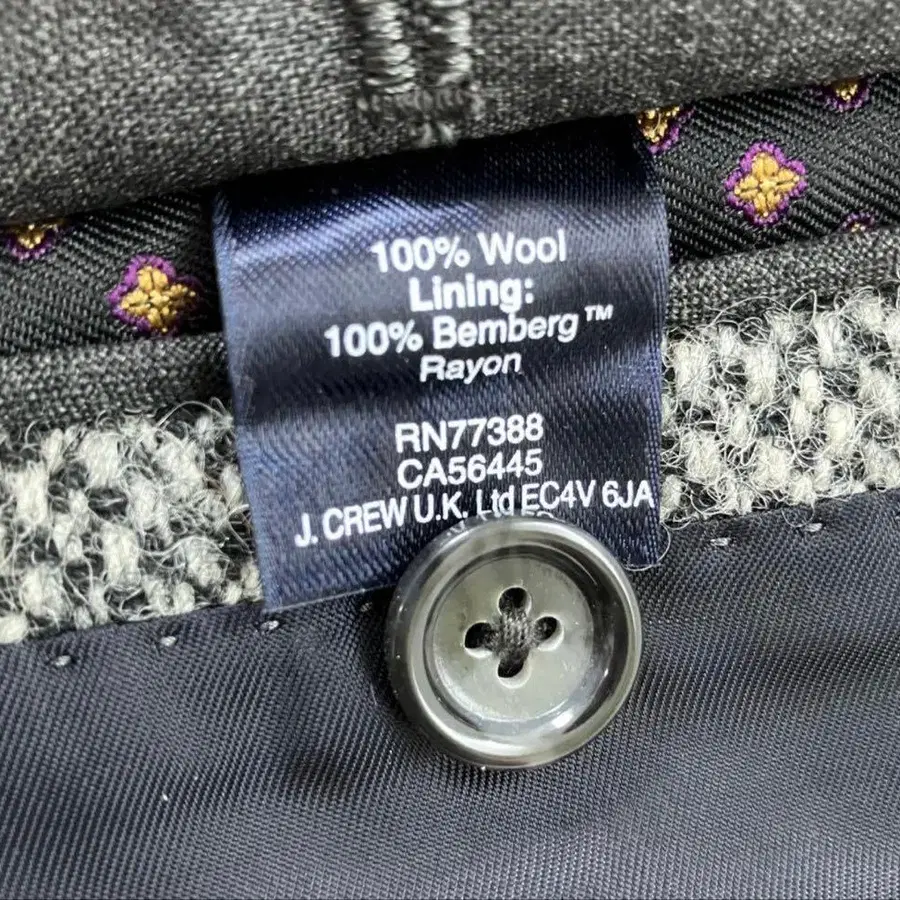 100% Wool
Lining:
100% Bemberg™
Rayon
RN77388
CA56445
J. CREW U.K. Ltd EC4V 6JA